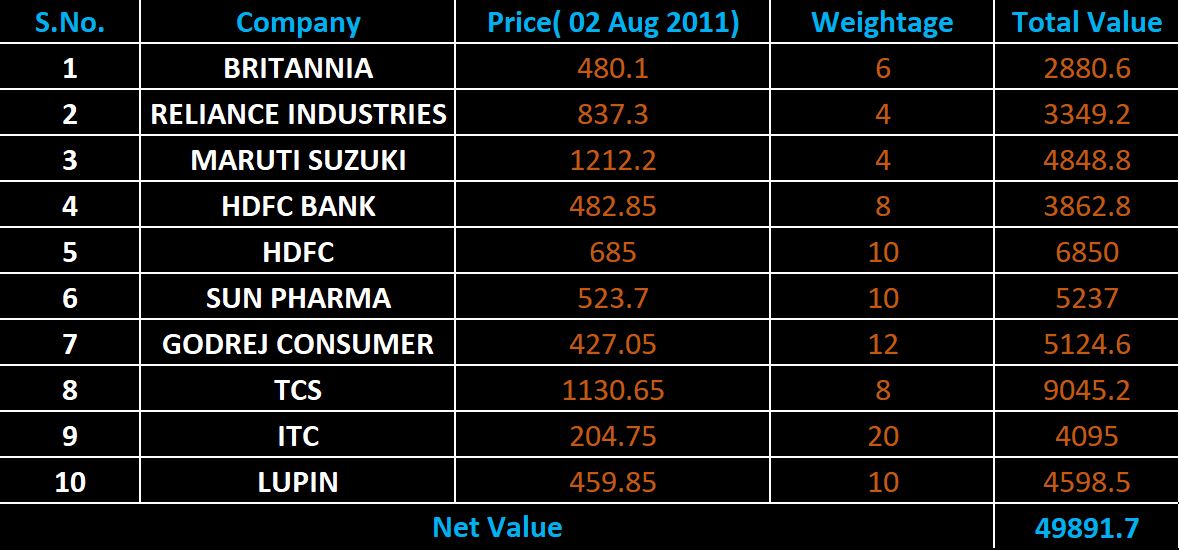 S.No. Company Price( 02 Aug 2011) Weightage Total Value
1 BRITANNIA 480.1 6 2880.6
2 RELIANCE INDUSTRIES 837.3 4 3349.2
3 MARUTI SUZUKI 1212.2 4 4848.8
4 HDFC BANK 482.85 8 3862.8
5 HDFC 685 10 6850
6 SUN PHARMA 523.7 10 5237
7 GODREJ CONSUMER 427.05 12 5124.6
8 TCS 1130.65 8 9045.2
9 ITC 204.75 20 4095
10 LUPIN 459.85 10 4598.5
Net Value 49891.7